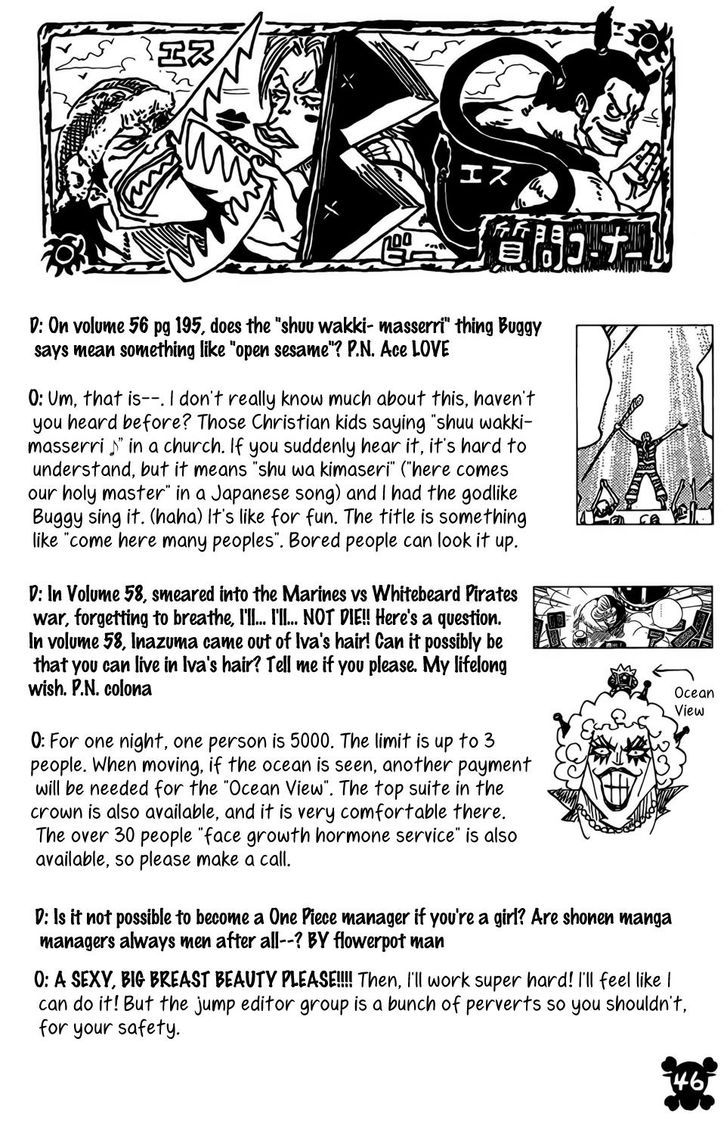 エス
エス
ビー
質問コーナー
D: On volume 56 pg 195, does the "shuu wakki- masserri" thing Buggy
says mean something like "open sesame"? P.N. Ace LOVE
O: Um, that is--. I don't really know much about this, haven't
you heard before? Those Christian kids saying "shuu wakki-
masserri ♪" in a church. If you suddenly hear it, it's hard to
understand, but it means "shu wa kimaseri" ("here comes
our holy master" in a Japanese song) and I had the godlike
Buggy sing it. (haha) It's like for fun. The title is something
like "come here many peoples". Bored people can look it up.
D: In Volume 58, smeared into the Marines vs Whitebeard Pirates
war, forgetting to breathe, I'll... I'll... NOT DIE!! Here's a question.
In volume 58, Inazuma came out of Iva's hair! Can it possibly be
that you can live in Iva's hair? Tell me if you please. My lifelong
wish. P.N. colona
Ocean
View
O: For one night, one person is 5000. The limit is up to 3
people. When moving, if the ocean is seen, another payment
will be needed for the "Ocean View". The top suite in the
crown is also available, and it is very comfortable there.
The over 30 people "face growth hormone service" is also
available, so please make a call.
D: Is it not possible to become a One Piece manager if you're a girl? Are shonen manga
managers always men after all--? BY flowerpot man
O: A SEXY, BIG BREAST BEAUTY PLEASE!!!! Then, I'll work super hard! I'll feel like I
can do it! But the jump editor group is a bunch of perverts so you shouldn't,
for your safety.
46